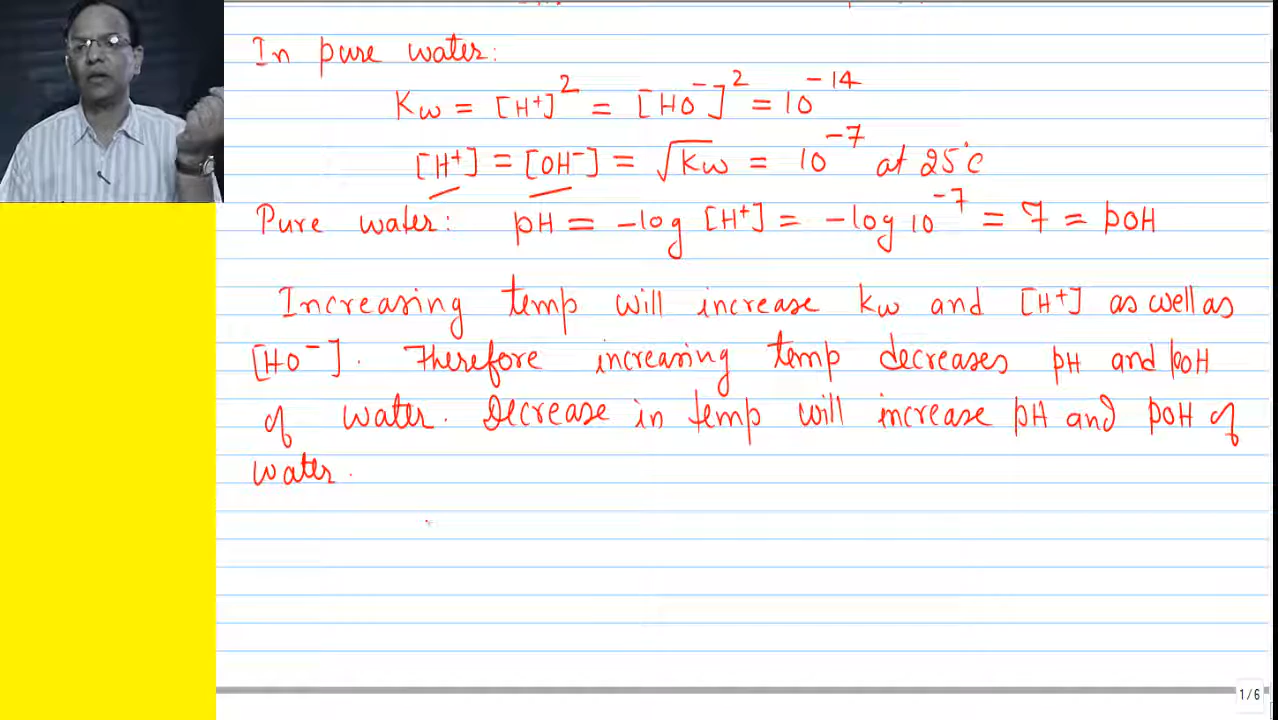 In pure water:
Kw = [H+]² = [HO⁻]² = 10⁻¹⁴
[H+] = [OH⁻] = √Kw = 10⁻⁷ at 25°C
Pure water: pH = -log [H+] = -log 10⁻⁷ = 7 = pOH
Increasing temp will increase Kw and [H+] as well as
[HO⁻]. Therefore increasing temp decreases pH and pOH
of water. Decrease in temp will increase pH and pOH of
water.
1/6